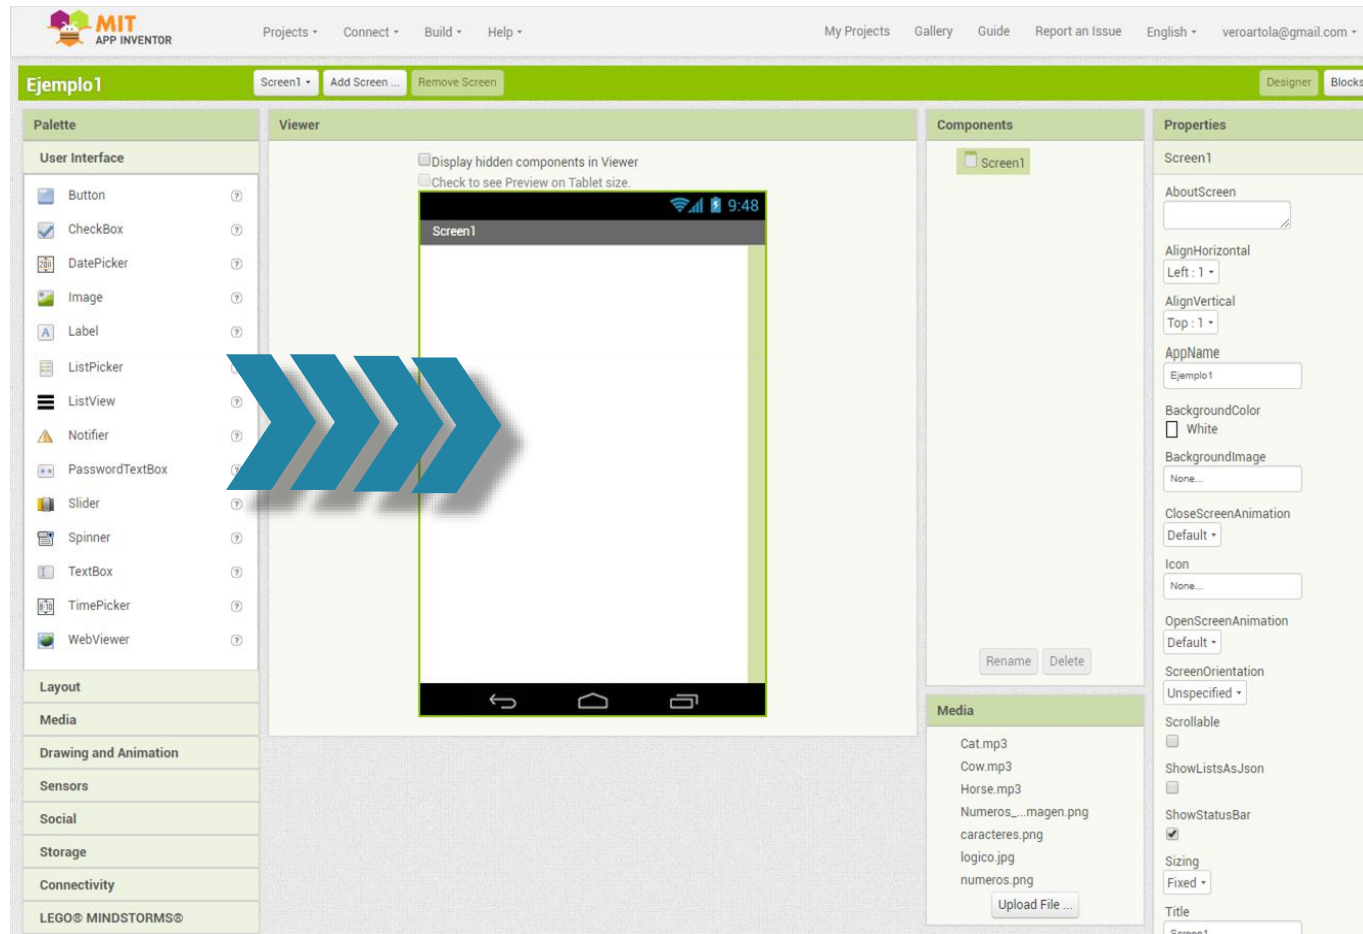 MIT
APP INVENTOR
Projects Connect Build Help
My Projects Gallery Guide Report an Issue English veroartola@gmail.com
Ejemplo1
Screen1 Add Screen ... Remove Screen
Designer Blocks
Palette
User Interface
Button
CheckBox
DatePicker
Image
Label
ListPicker
ListView
Notifier
PasswordTextBox
Slider
Spinner
TextBox
TimePicker
WebViewer
Layout
Media
Drawing and Animation
Sensors
Social
Storage
Connectivity
LEGO® MINDSTORMS®
Viewer
Display hidden components in Viewer
Check to see Preview on Tablet size.
9:48
Screen1
Components
Screen1
Rename Delete
Media
Cat.mp3
Cow.mp3
Horse.mp3
Numeros_...magen.png
caracteres.png
logico.jpg
numeros.png
Upload File ...
Properties
Screen1
AboutScreen
AlignHorizontal
Left : 1
AlignVertical
Top : 1
AppName
Ejemplo1
BackgroundColor
White
BackgroundImage
None...
CloseScreenAnimation
Default
Icon
None...
OpenScreenAnimation
Default
ScreenOrientation
Unspecified
Scrollable
ShowListsAsJson
ShowStatusBar
Sizing
Fixed
Title
Screen1